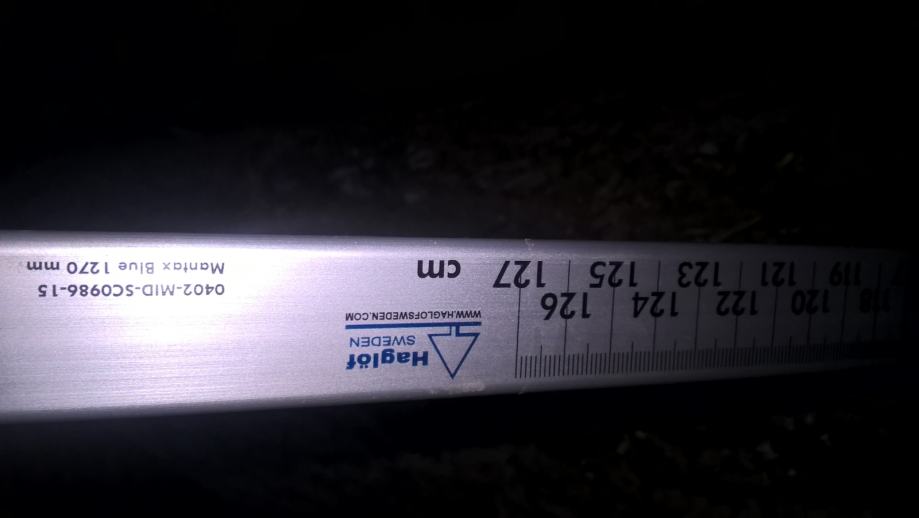 0402-MID-SC0986-15
Mantax Blue 1270 mm
Haglöf
SWEDEN
WWW.HAGLOFSWEDEN.COM
118 120 122 124 126
119 121 123 125 127 cm